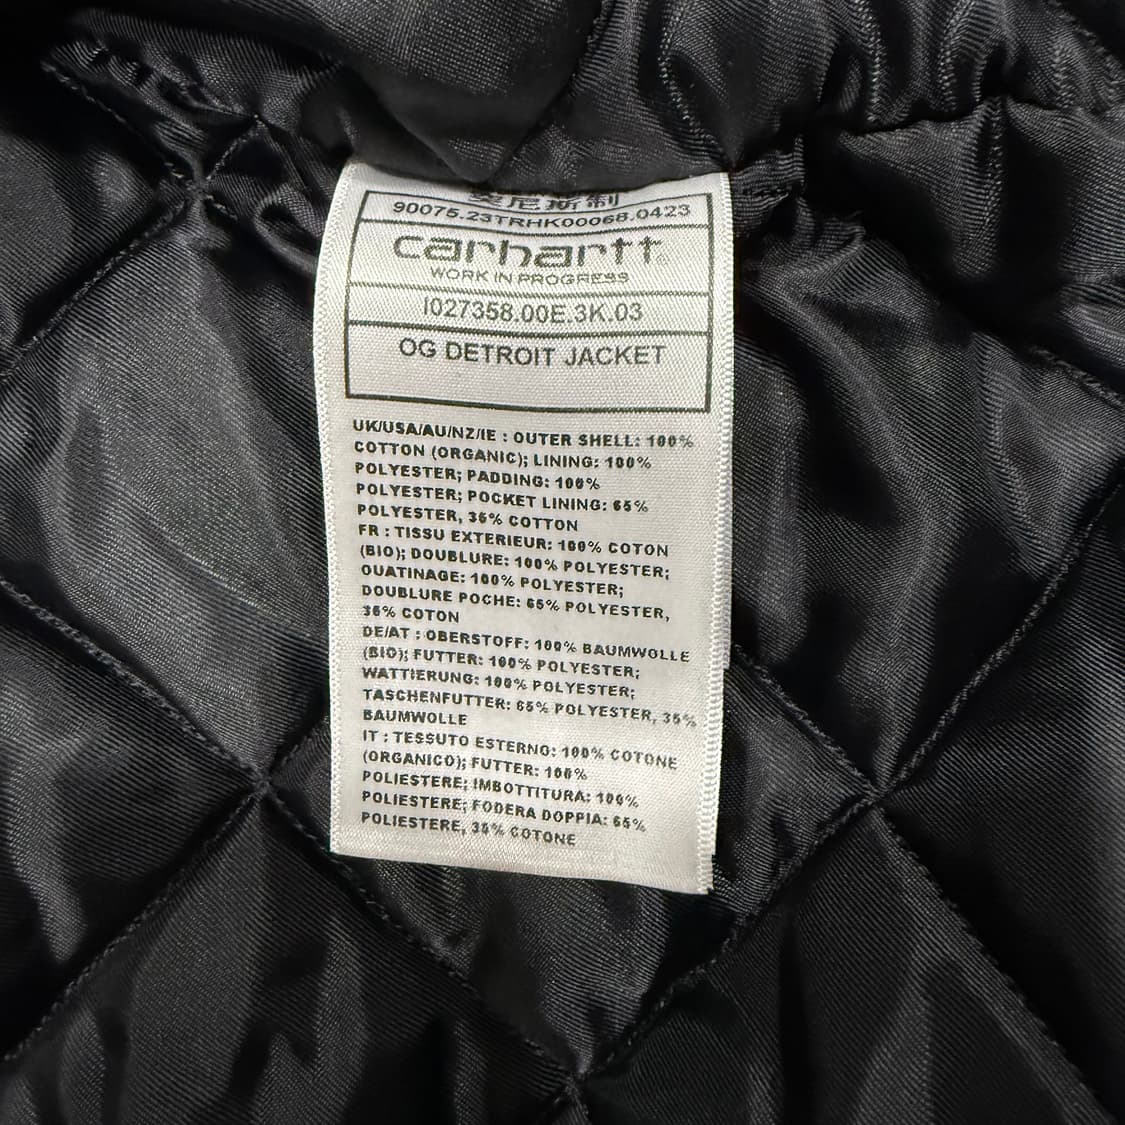 尼斯制
90075.23TRHK00068.0423
carhartt®
WORK IN PROGRESS
I027358.00E.3K.03
OG DETROIT JACKET
UK/USA/AU/NZ/IE : OUTER SHELL: 100%
COTTON (ORGANIC); LINING: 100%
POLYESTER; PADDING: 100%
POLYESTER; POCKET LINING: 65%
POLYESTER, 35% COTTON
FR : TISSU EXTERIEUR: 100% COTON
(BIO); DOUBLURE: 100% POLYESTER;
OUATINAGE: 100% POLYESTER;
DOUBLURE POCHE: 65% POLYESTER,
35% COTON
DE/AT : OBERSTOFF: 100% BAUMWOLLE
(BIO); FUTTER: 100% POLYESTER;
WATTIERUNG: 100% POLYESTER;
TASCHENFUTTER: 65% POLYESTER, 35%
BAUMWOLLE
IT : TESSUTO ESTERNO: 100% COTONE
(ORGANICO); FUTTER: 100%
POLIESTERE; IMBOTTITURA: 100%
POLIESTERE; FODERA DOPPIA: 65%
POLIESTERE, 35% COTONE